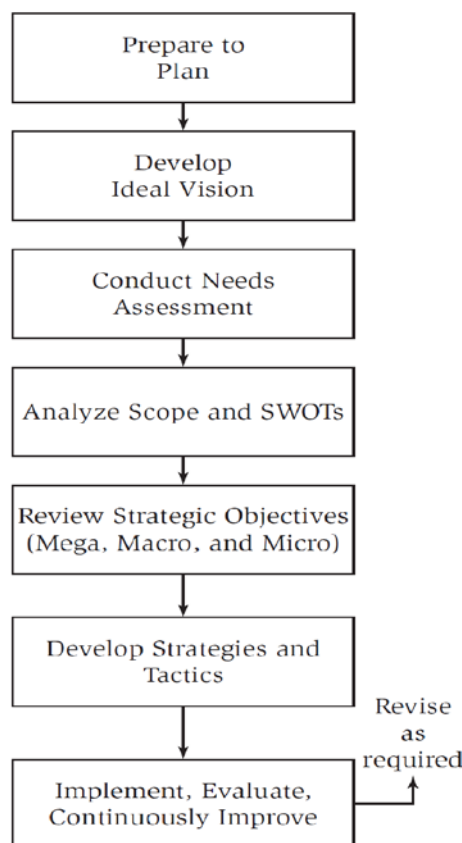 Prepare to
Plan
Develop
Ideal Vision
Conduct Needs
Assessment
Analyze Scope and SWOTs
Review Strategic Objectives
(Mega, Macro, and Micro)
Develop Strategies and
Tactics
Revise
as
required
Implement, Evaluate,
Continuously Improve